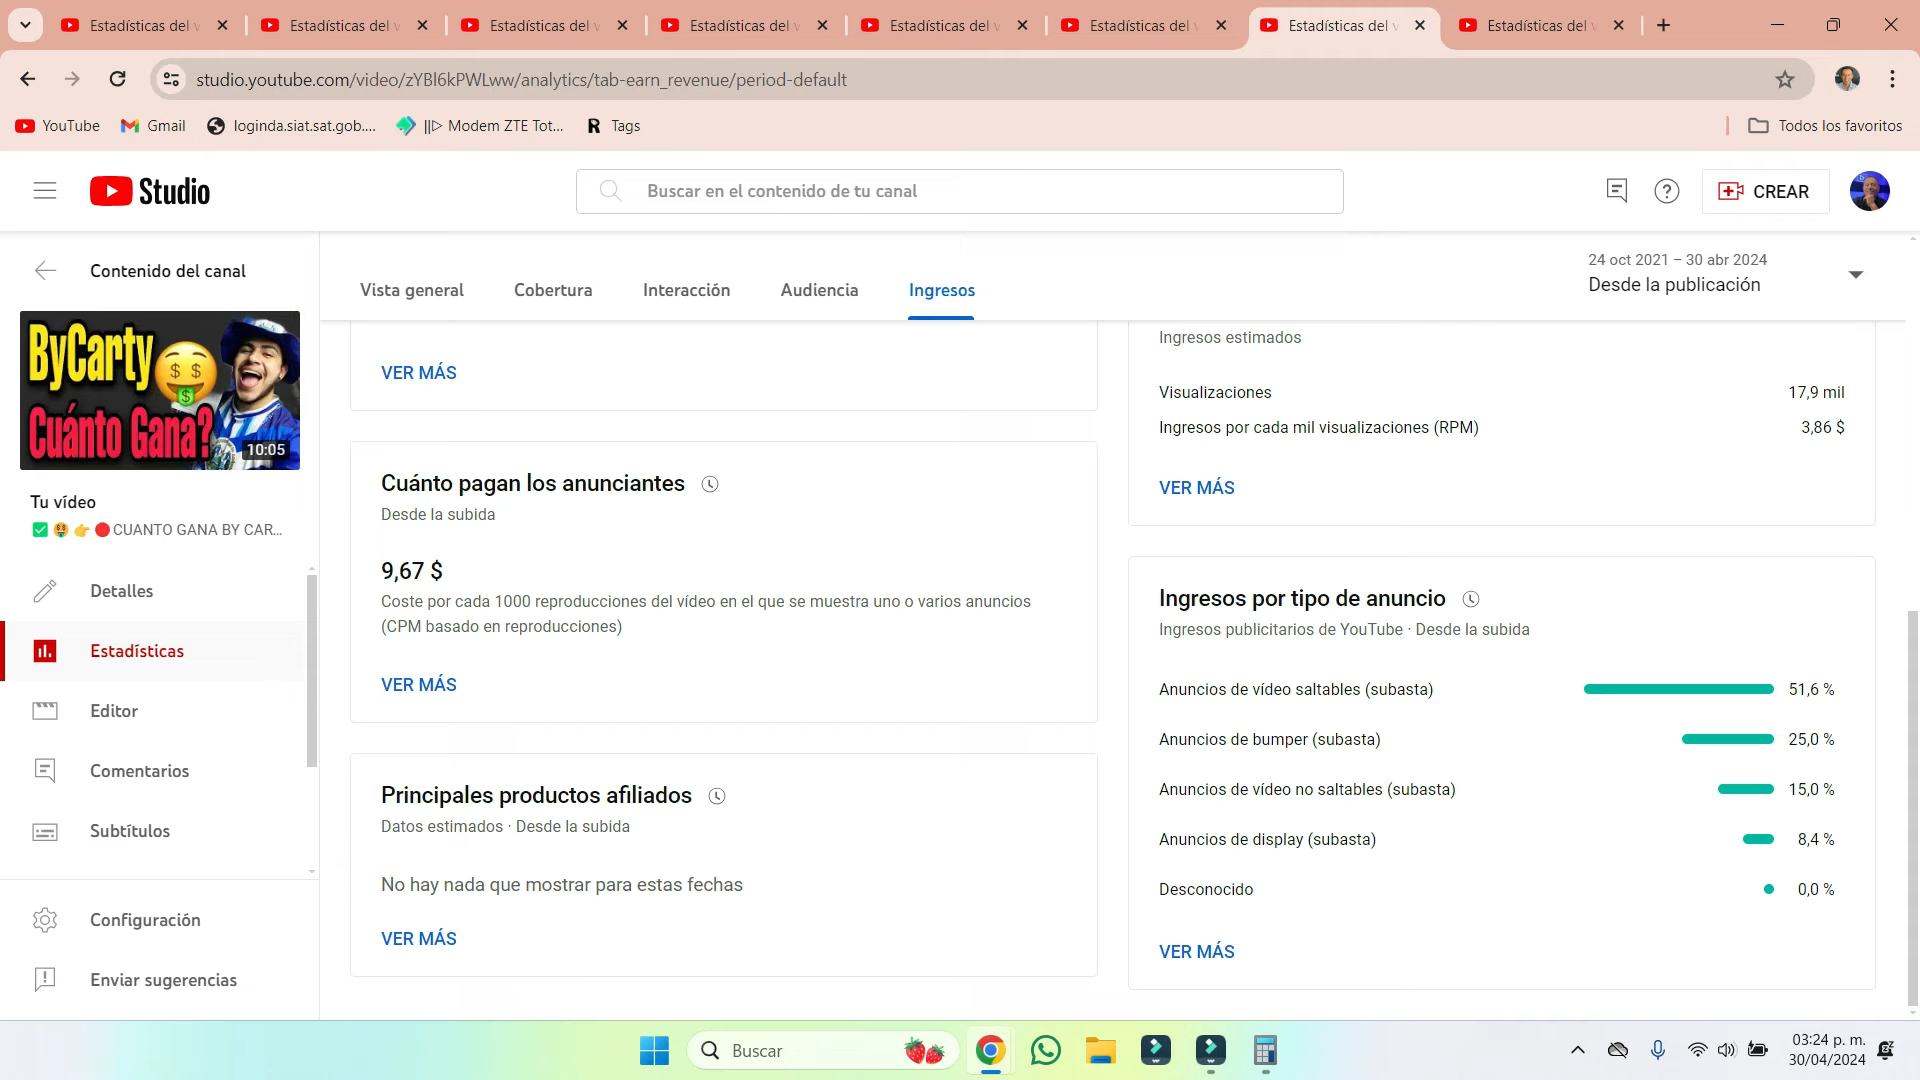 Estadísticas del v
Estadísticas del v
Estadísticas del v
Estadísticas del v
Estadísticas del v
Estadísticas del v
Estadísticas del v
Estadísticas del v
studio.youtube.com/video/zYBl6kPWLww/analytics/tab-earn_revenue/period-default
YouTube
Gmail
loginda.siat.sat.gob....
||▷ Modem ZTE Tot...
R Tags
Todos los favoritos
Studio
Buscar en el contenido de tu canal
CREAR
Contenido del canal
ByCarty
Cuánto Gana?
10:05
Tu vídeo
✅ 🤑 👉 🔴 CUANTO GANA BY CAR...
Detalles
Estadísticas
Editor
Comentarios
Subtítulos
Configuración
Enviar sugerencias
Vista general
Cobertura
Interacción
Audiencia
Ingresos
24 oct 2021 – 30 abr 2024
Desde la publicación
VER MÁS
Cuánto pagan los anunciantes
Desde la subida
9,67 $
Coste por cada 1000 reproducciones del vídeo en el que se muestra uno o varios anuncios
(CPM basado en reproducciones)
VER MÁS
Principales productos afiliados
Datos estimados · Desde la subida
No hay nada que mostrar para estas fechas
VER MÁS
Ingresos estimados
Visualizaciones 17,9 mil
Ingresos por cada mil visualizaciones (RPM) 3,86 $
VER MÁS
Ingresos por tipo de anuncio
Ingresos publicitarios de YouTube · Desde la subida
Anuncios de vídeo saltables (subasta) 51,6 %
Anuncios de bumper (subasta) 25,0 %
Anuncios de vídeo no saltables (subasta) 15,0 %
Anuncios de display (subasta) 8,4 %
Desconocido 0,0 %
VER MÁS
Buscar
03:24 p. m.
30/04/2024